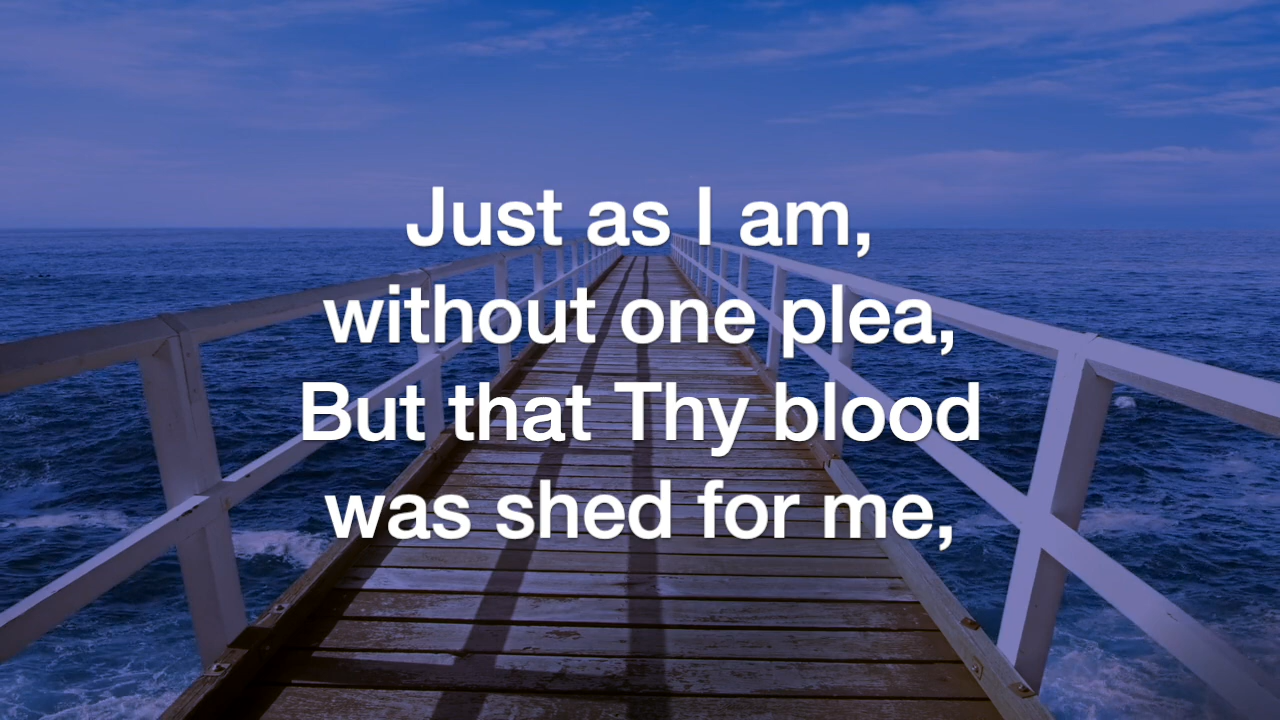 Just as I am,
without one plea,
But that Thy blood
was shed for me,